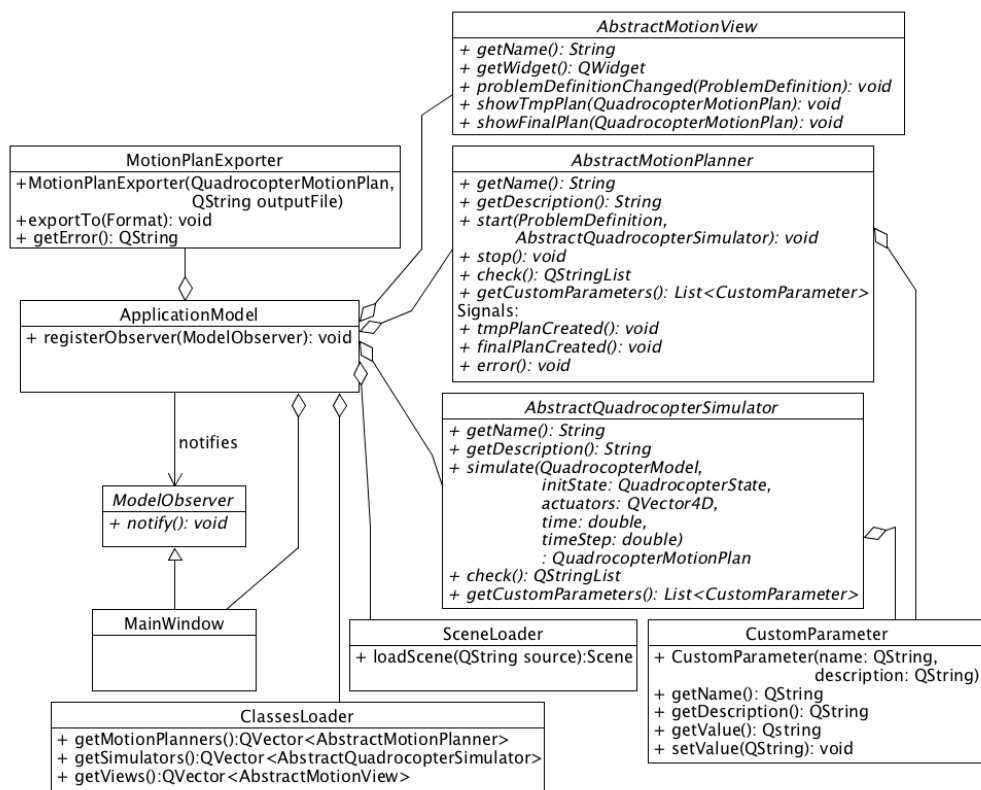 AbstractMotionView
+ getName(): String
+ getWidget(): QWidget
+ problemDefinitionChanged(ProblemDefinition): void
+ showTmpPlan(QuadrocopterMotionPlan): void
+ showFinalPlan(QuadrocopterMotionPlan): void
MotionPlanExporter
+MotionPlanExporter(QuadrocopterMotionPlan,
QString outputFile)
+exportTo(Format): void
+ getError(): QString
AbstractMotionPlanner
+ getName(): String
+ getDescription(): String
+ start(ProblemDefinition,
AbstractQuadrocopterSimulator): void
+ stop(): void
+ check(): QStringList
+ getCustomParameters(): List<CustomParameter>
Signals:
+ tmpPlanCreated(): void
+ finalPlanCreated(): void
+ error(): void
ApplicationModel
+ registerObserver(ModelObserver): void
notifies
AbstractQuadrocopterSimulator
+ getName(): String
+ getDescription(): String
+ simulate(QuadrocopterModel,
initState: QuadrocopterState,
actuators: QVector4D,
time: double,
timeStep: double)
: QuadrocopterMotionPlan
+ check(): QStringList
+ getCustomParameters(): List<CustomParameter>
ModelObserver
+ notify(): void
MainWindow
SceneLoader
+ loadScene(QString source):Scene
CustomParameter
+ CustomParameter(name: QString,
description: QString)
+ getName(): QString
+ getDescription(): QString
+ getValue(): Qstring
+ setValue(QString): void
ClassesLoader
+ getMotionPlanners():QVector<AbstractMotionPlanner>
+ getSimulators():QVector<AbstractQuadrocopterSimulator>
+ getViews():QVector<AbstractMotionView>